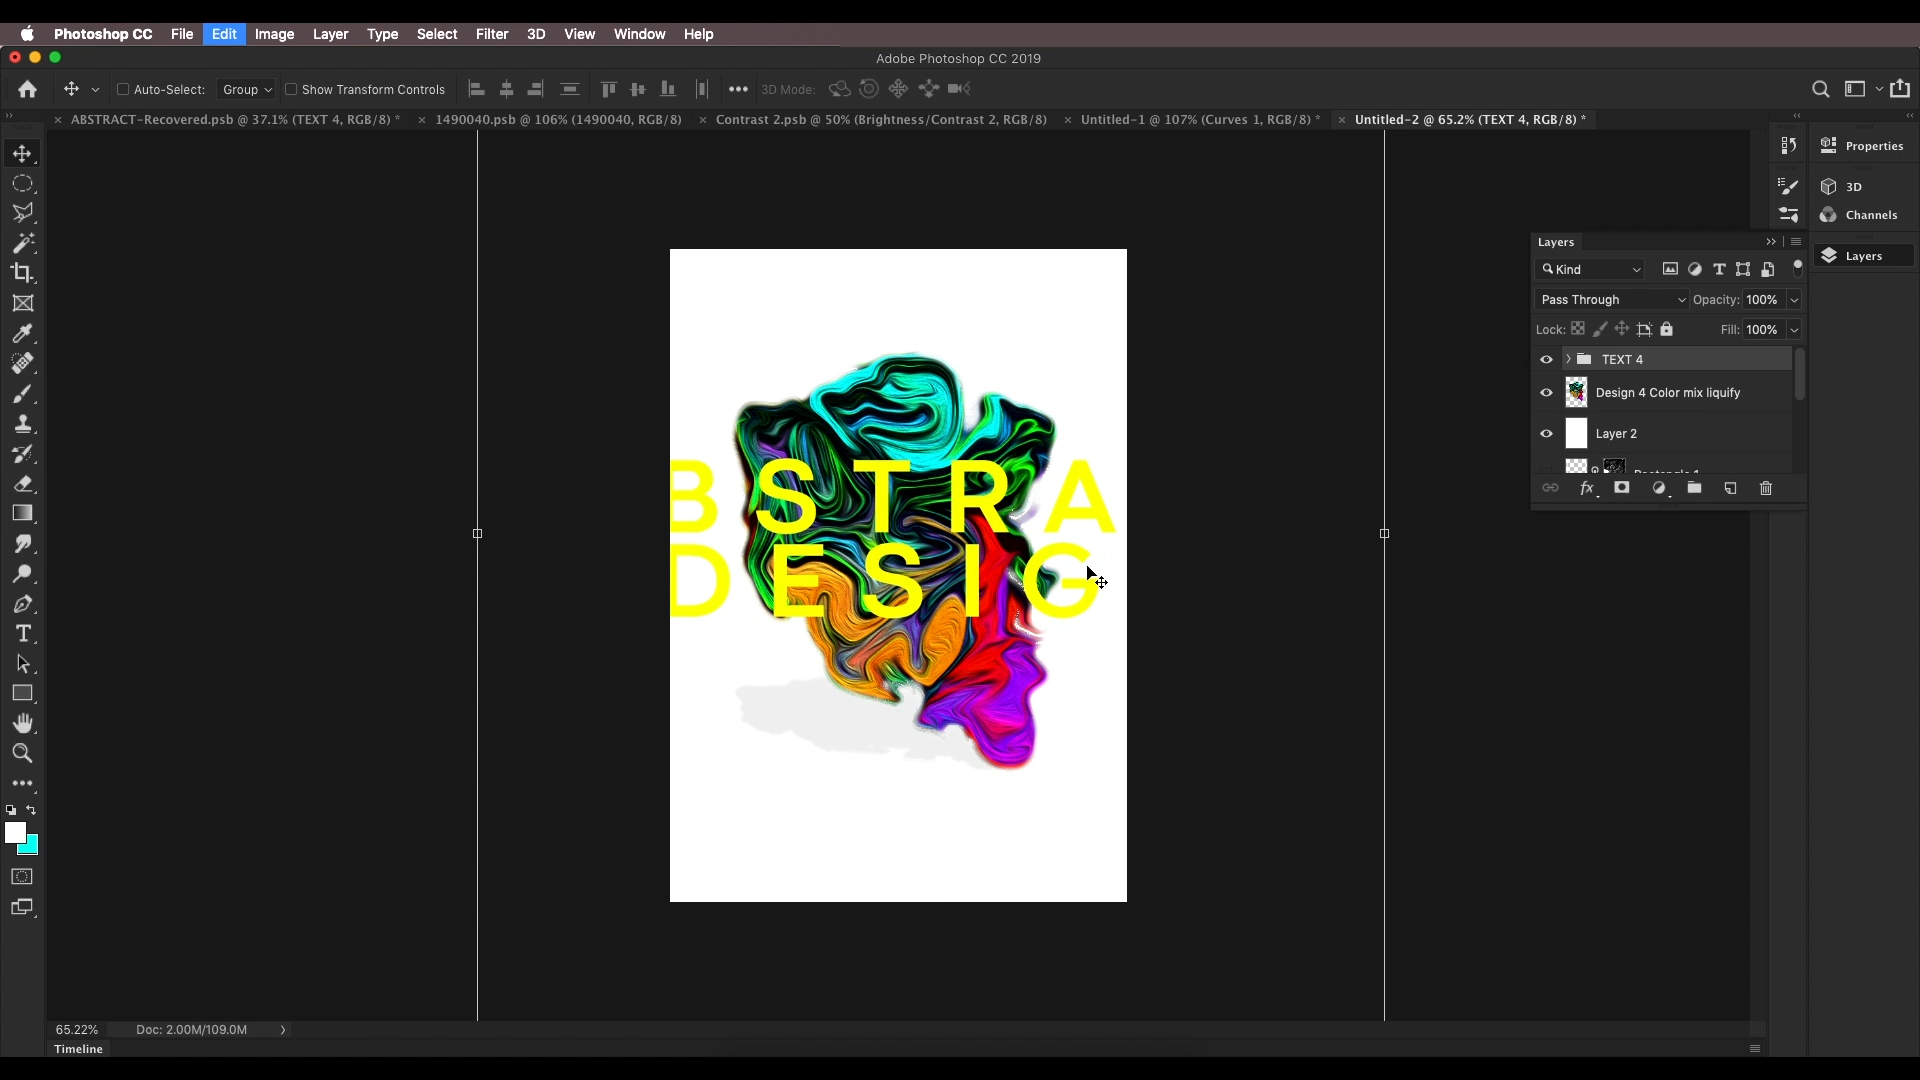 Photoshop CC File Edit Image Layer Type Select Filter 3D View Window Help
Adobe Photoshop CC 2019
Auto-Select: Group Show Transform Controls 3D Mode:
ABSTRACT-Recovered.psb @ 37.1% (TEXT 4, RGB/8) * 1490040.psb @ 106% (1490040, RGB/8) Contrast 2.psb @ 50% (Brightness/Contrast 2, RGB/8) Untitled-1 @ 107% (Curves 1, RGB/8) * Untitled-2 @ 65.2% (TEXT 4, RGB/8) *
Properties
3D
Channels
Layers
Layers
Kind
Pass Through Opacity: 100%
Lock: Fill: 100%
TEXT 4
Design 4 Color mix liquify
Layer 2
fx
BSTRA
DESIG
65.22% Doc: 2.00M/109.0M
Timeline